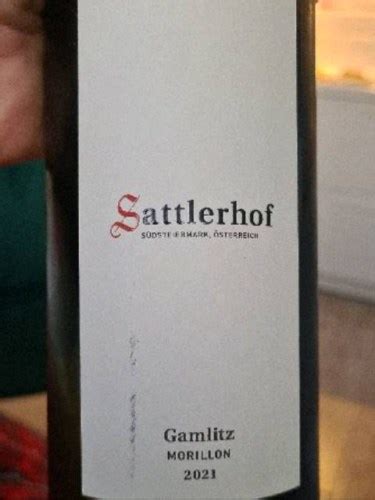 Sattlerhof
SÜDSTEIERMARK, ÖSTERREICH
Gamlitz
MORILLON
2021